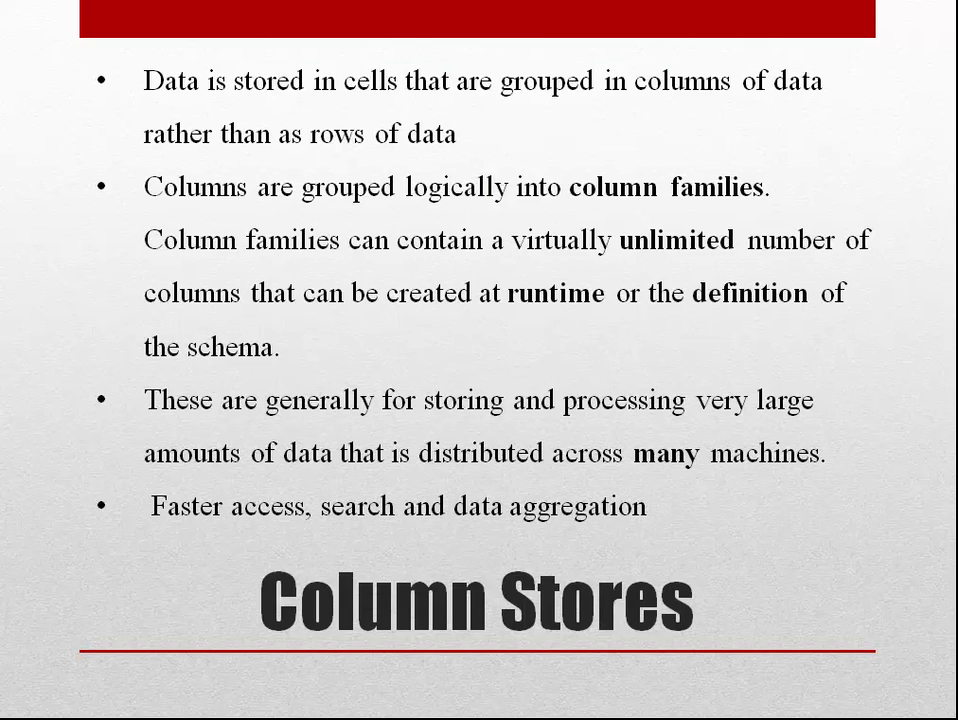 • Data is stored in cells that are grouped in columns of data
rather than as rows of data
• Columns are grouped logically into column families.
Column families can contain a virtually unlimited number of
columns that can be created at runtime or the definition of
the schema.
• These are generally for storing and processing very large
amounts of data that is distributed across many machines.
• Faster access, search and data aggregation
Column Stores